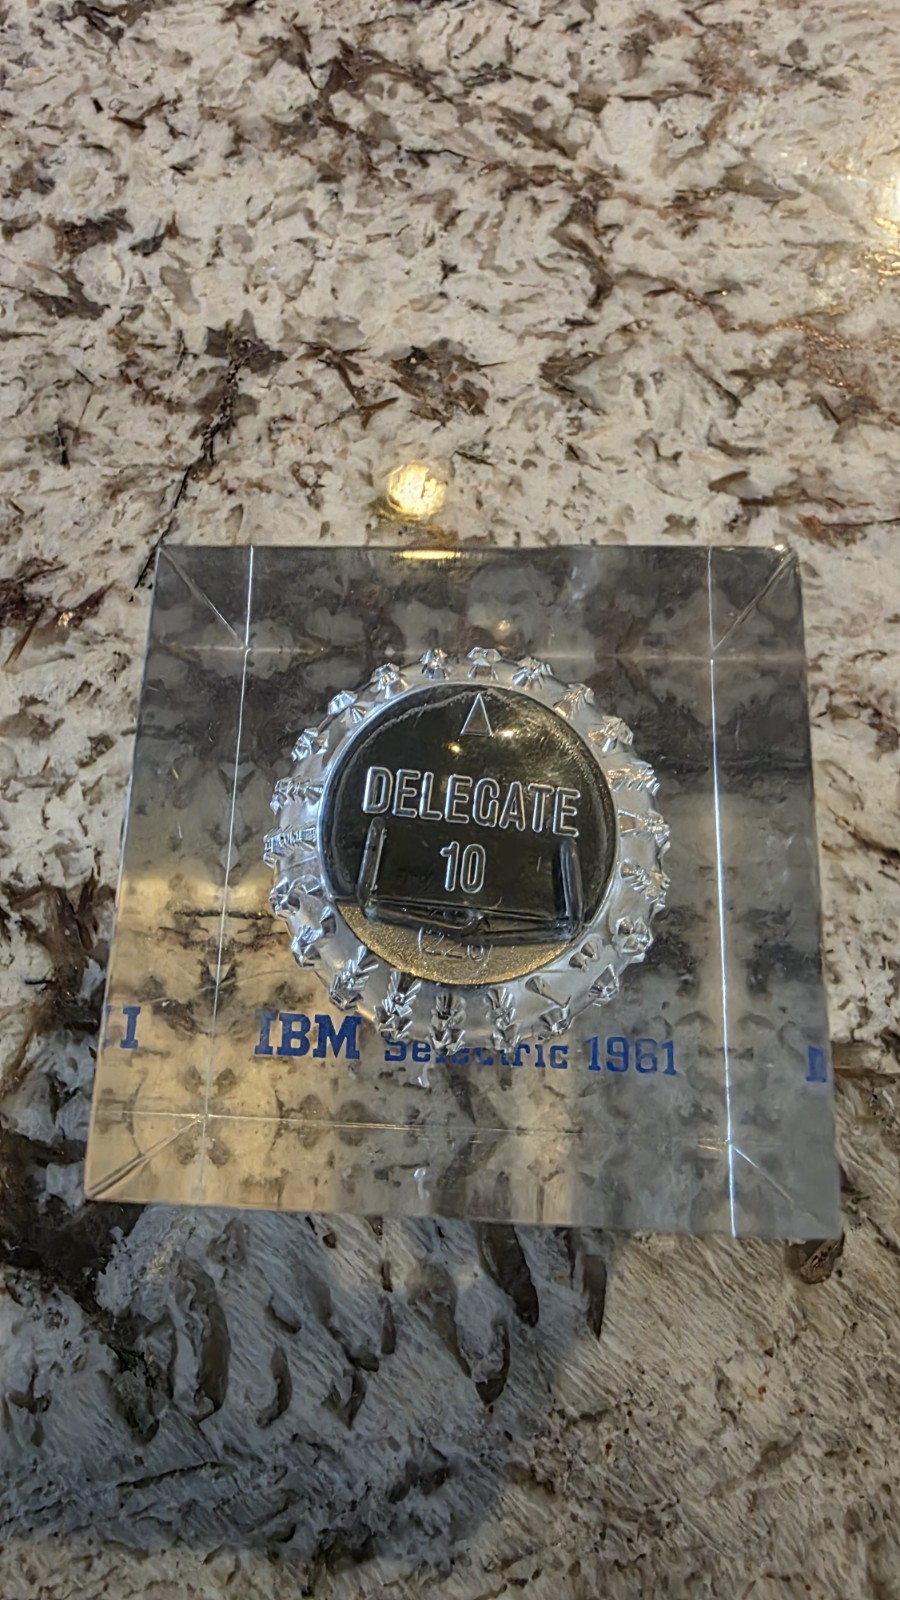 DELEGATE
10
IBM Selectric 1961